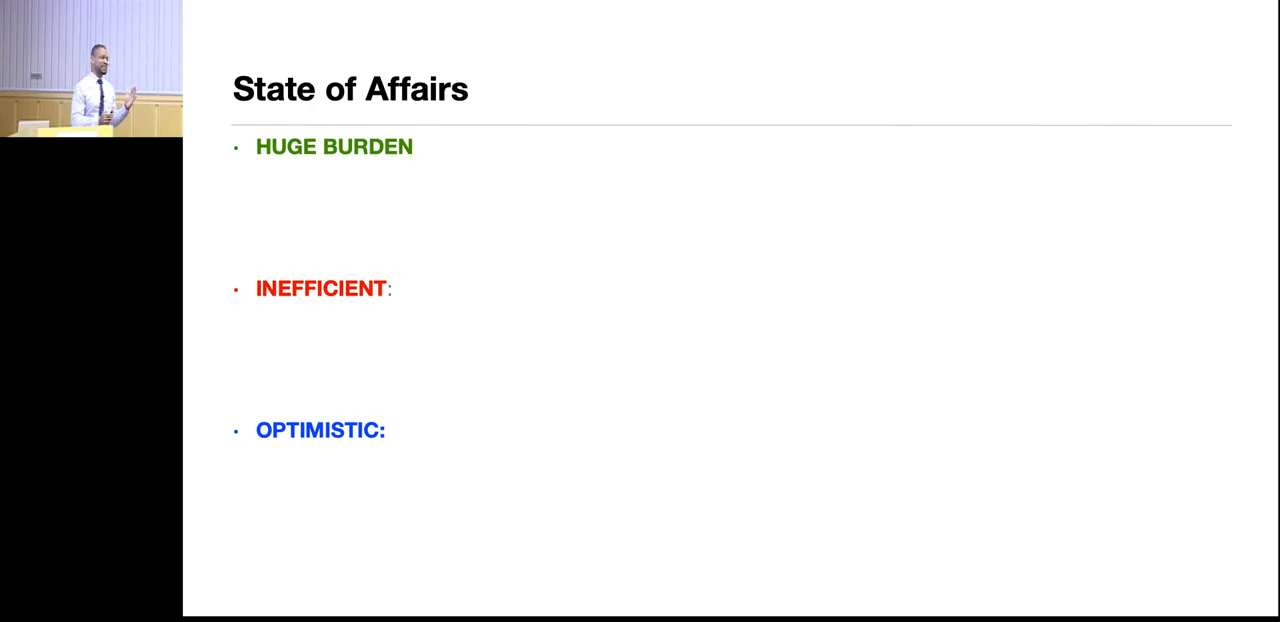 State of Affairs
• HUGE BURDEN
• INEFFICIENT:
• OPTIMISTIC: